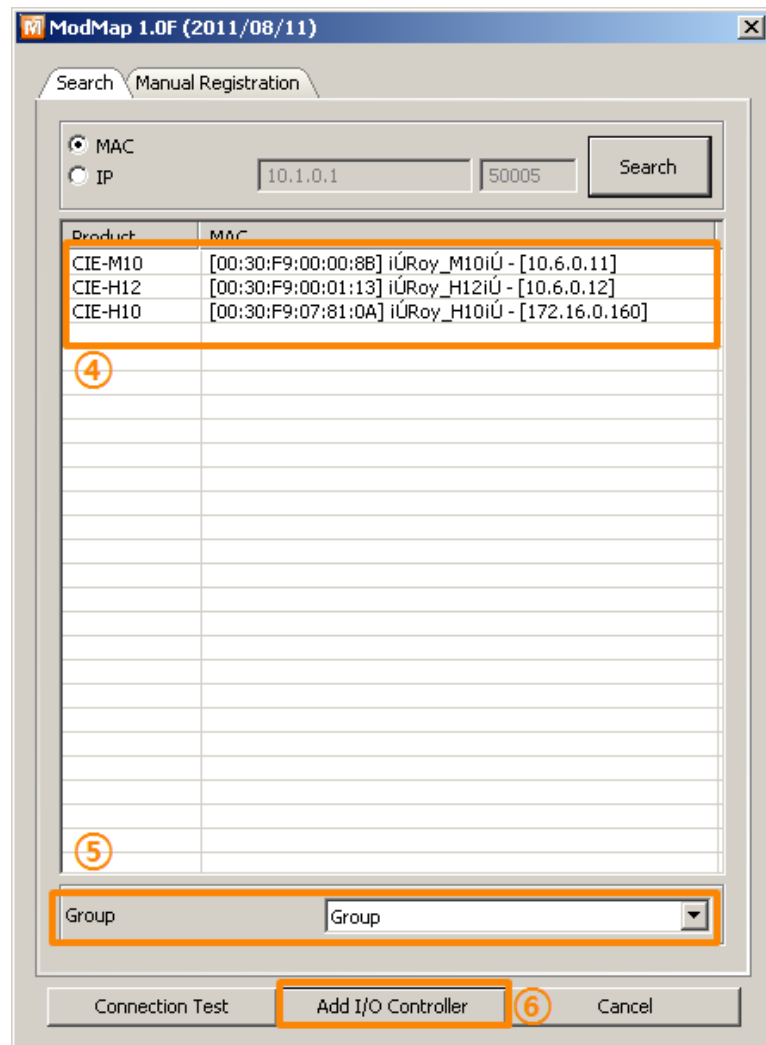 ModMap 1.0F (2011/08/11)
Search Manual Registration
MAC
IP 10.1.0.1 50005 Search
Product MAC
CIE-M10 [00:30:F9:00:00:8B] iÚRoy_M10iÚ - [10.6.0.11]
CIE-H12 [00:30:F9:00:01:13] iÚRoy_H12iÚ - [10.6.0.12]
CIE-H10 [00:30:F9:07:81:0A] iÚRoy_H10iÚ - [172.16.0.160]
④
⑤
Group Group
Connection Test Add I/O Controller ⑥ Cancel